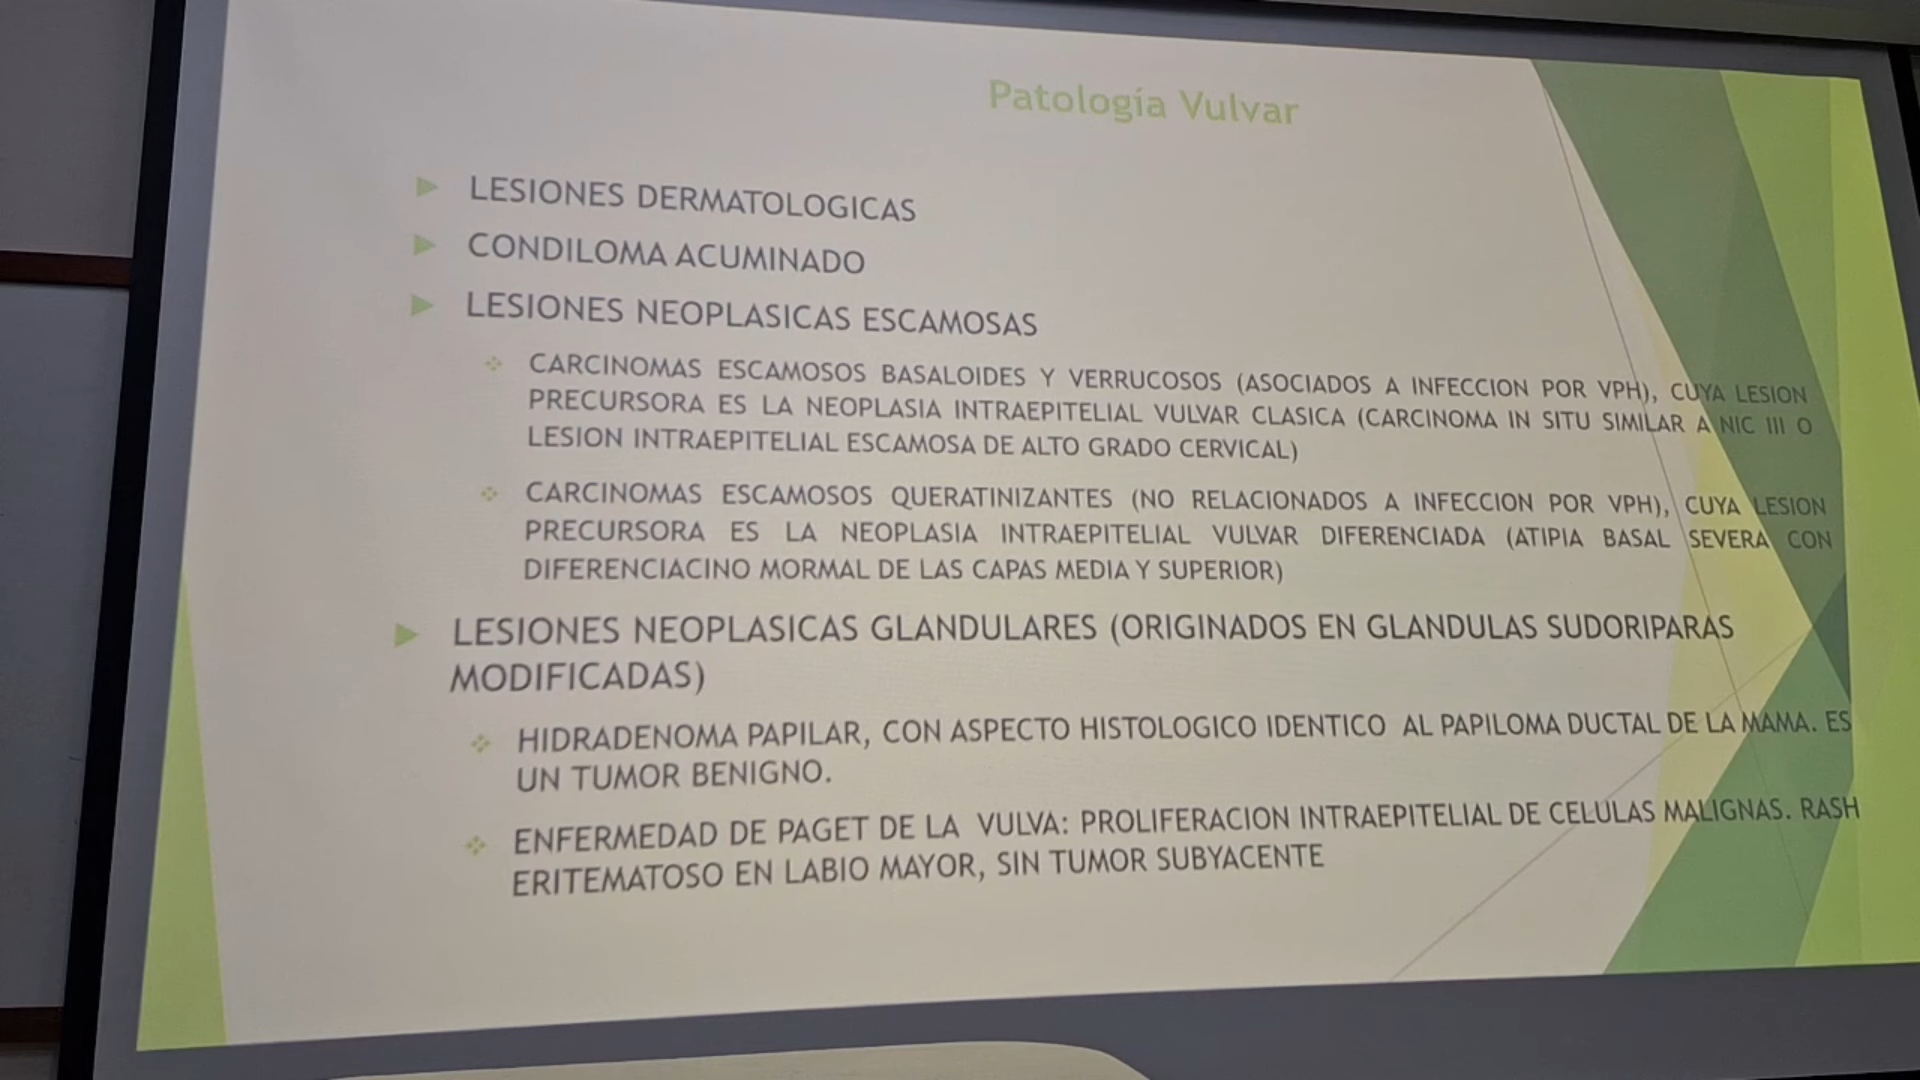 Patología Vulvar
LESIONES DERMATOLOGICAS
CONDILOMA ACUMINADO
LESIONES NEOPLASICAS ESCAMOSAS
CARCINOMAS ESCAMOSOS BASALOIDES Y VERRUCOSOS (ASOCIADOS A INFECCION POR VPH), CUYA LESION
PRECURSORA ES LA NEOPLASIA INTRAEPITELIAL VULVAR CLASICA (CARCINOMA IN SITU SIMILAR A NIC III O
LESION INTRAEPITELIAL ESCAMOSA DE ALTO GRADO CERVICAL)
CARCINOMAS ESCAMOSOS QUERATINIZANTES (NO RELACIONADOS A INFECCION POR VPH), CUYA LESION
PRECURSORA ES LA NEOPLASIA INTRAEPITELIAL VULVAR DIFERENCIADA (ATIPIA BASAL SEVERA CON
DIFERENCIACINO MORMAL DE LAS CAPAS MEDIA Y SUPERIOR)
LESIONES NEOPLASICAS GLANDULARES (ORIGINADOS EN GLANDULAS SUDORIPARAS
MODIFICADAS)
HIDRADENOMA PAPILAR, CON ASPECTO HISTOLOGICO IDENTICO AL PAPILOMA DUCTAL DE LA MAMA. ES
UN TUMOR BENIGNO.
ENFERMEDAD DE PAGET DE LA VULVA: PROLIFERACION INTRAEPITELIAL DE CELULAS MALIGNAS. RASH
ERITEMATOSO EN LABIO MAYOR, SIN TUMOR SUBYACENTE